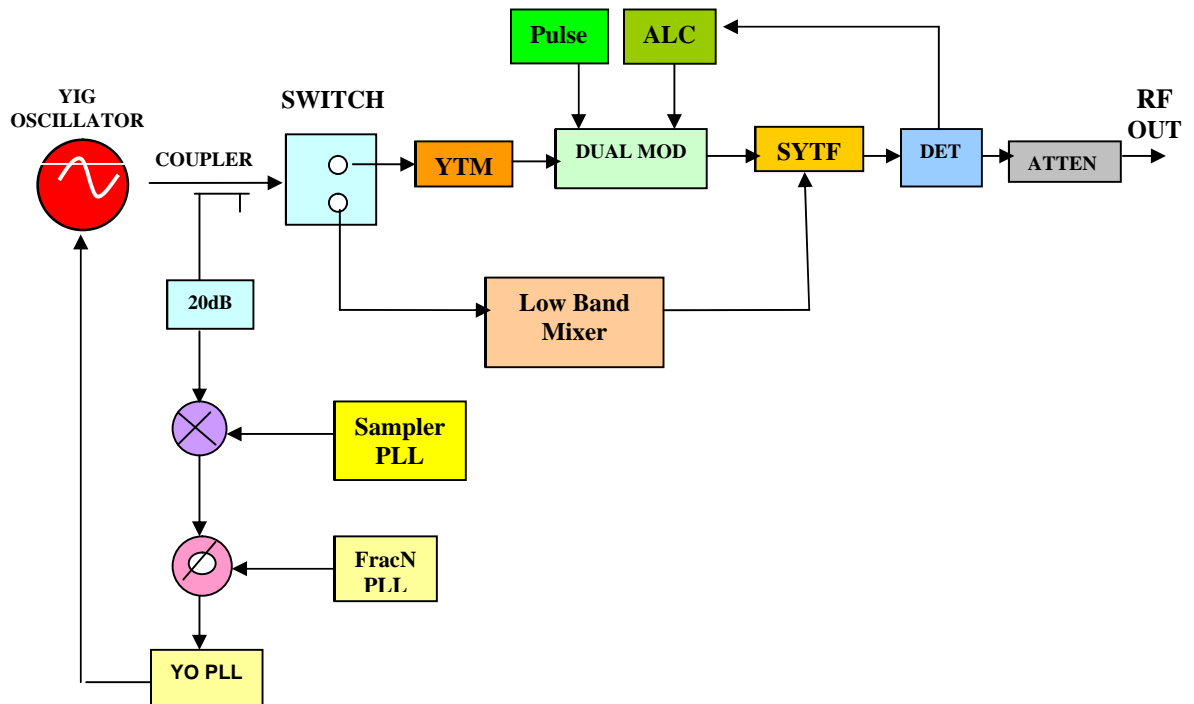 Pulse
ALC
YIG
OSCILLATOR
SWITCH
RF
OUT
COUPLER
YTM
DUAL MOD
SYTF
DET
ATTEN
20dB
Low Band
Mixer
Sampler
PLL
FracN
PLL
YO PLL